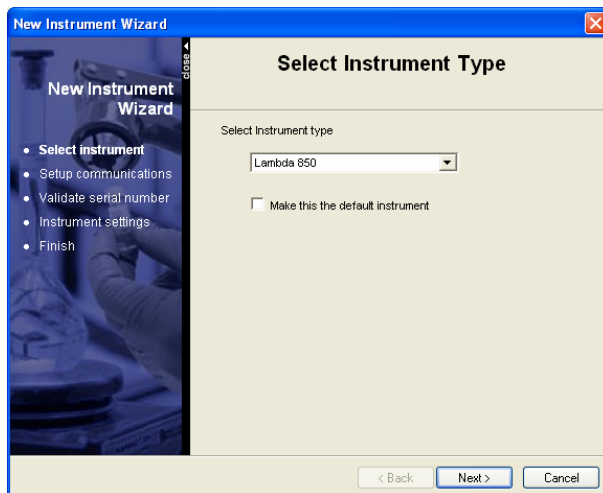 New Instrument Wizard
close
Select Instrument Type
New Instrument
Wizard
Select instrument
Setup communications
Validate serial number
Instrument settings
Finish
Select Instrument type
Lambda 850
Make this the default instrument
< Back
Next >
Cancel